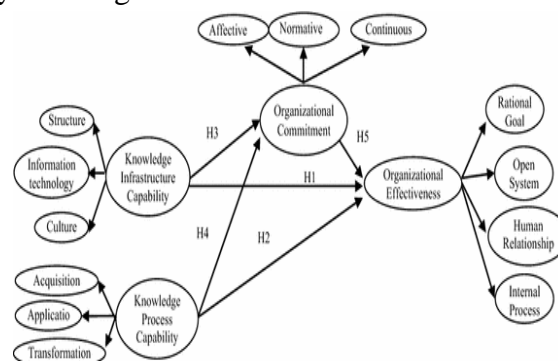 Affective
Normative
Continuous
Structure
Information
technology
Culture
Knowledge
Infrastructure
Capability
H3
Organizational
Commitment
H5
H1
Organizational
Effectiveness
Rational
Goal
Open
System
Human
Relationship
Internal
Process
H4
H2
Acquisition
Applicatio
Transformation
Knowledge
Process
Capability